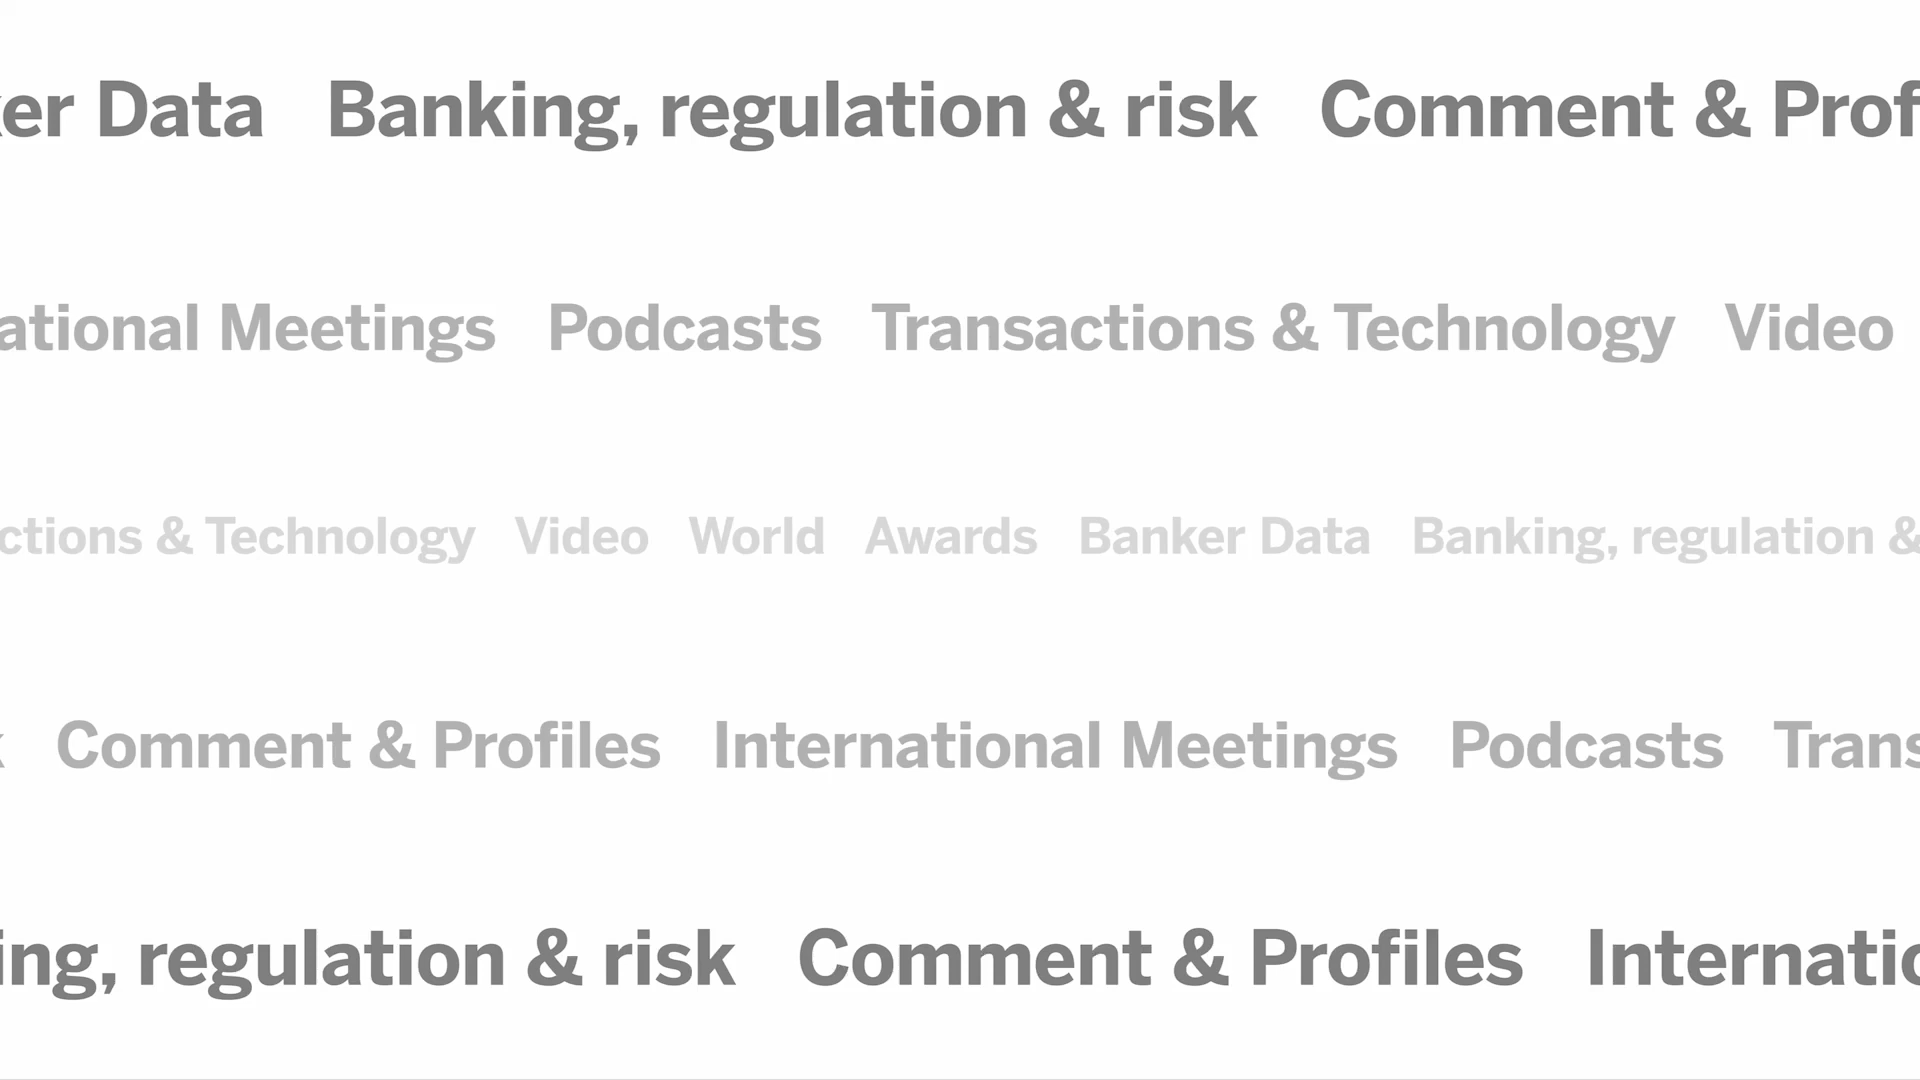 ker Data Banking, regulation & risk Comment & Prof
ational Meetings Podcasts Transactions & Technology Video
ctions & Technology Video World Awards Banker Data Banking, regulation &
k Comment & Profiles International Meetings Podcasts Trans
ing, regulation & risk Comment & Profiles Internatio